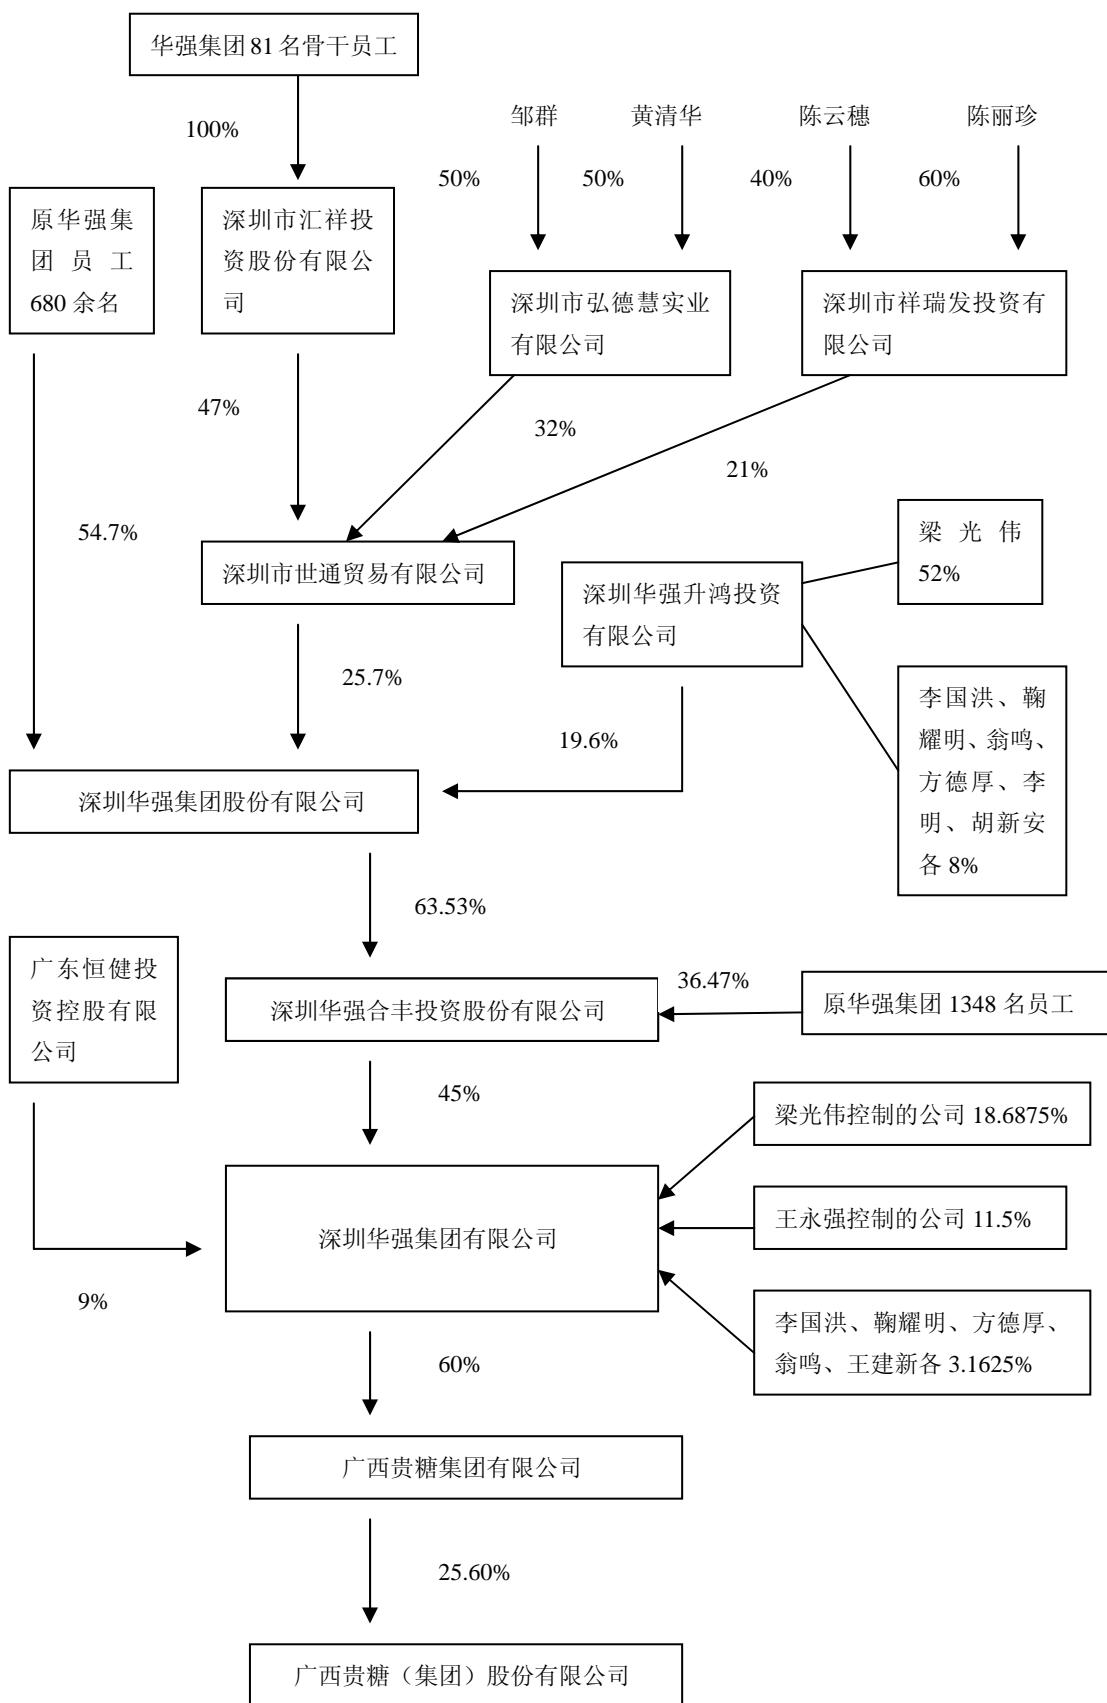 华强集团 81 名骨干员工
100%
邹群
黄清华
陈云穗
陈丽珍
50%
50%
40%
60%
原华强集
团员工
680 余名
深圳市汇祥投
资股份有限公
司
深圳市弘德慧实业
有限公司
深圳市祥瑞发投资有
限公司
47%
32%
21%
54.7%
深圳市世通贸易有限公司
深圳华强升鸿投资
有限公司
梁光伟
52%
25.7%
19.6%
李国洪、鞠
耀明、翁鸣、
方德厚、李
明、胡新安
各 8%
深圳华强集团股份有限公司
63.53%
广东恒健投
资控股有限
公司
深圳华强合丰投资股份有限公司
36.47%
原华强集团 1348 名员工
45%
梁光伟控制的公司 18.6875%
深圳华强集团有限公司
王永强控制的公司 11.5%
9%
李国洪、鞠耀明、方德厚、
翁鸣、王建新各 3.1625%
60%
广西贵糖集团有限公司
25.60%
广西贵糖（集团）股份有限公司